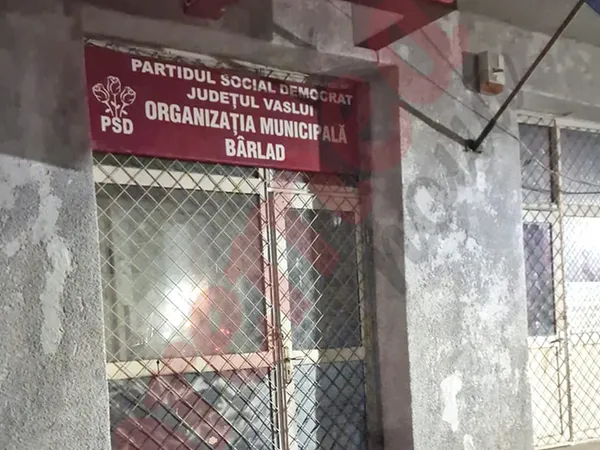 PARTIDUL SOCIAL DEMOCRAT
JUDEȚUL VASLUI
ORGANIZAȚIA MUNICIPALĂ
BÂRLAD
PSD